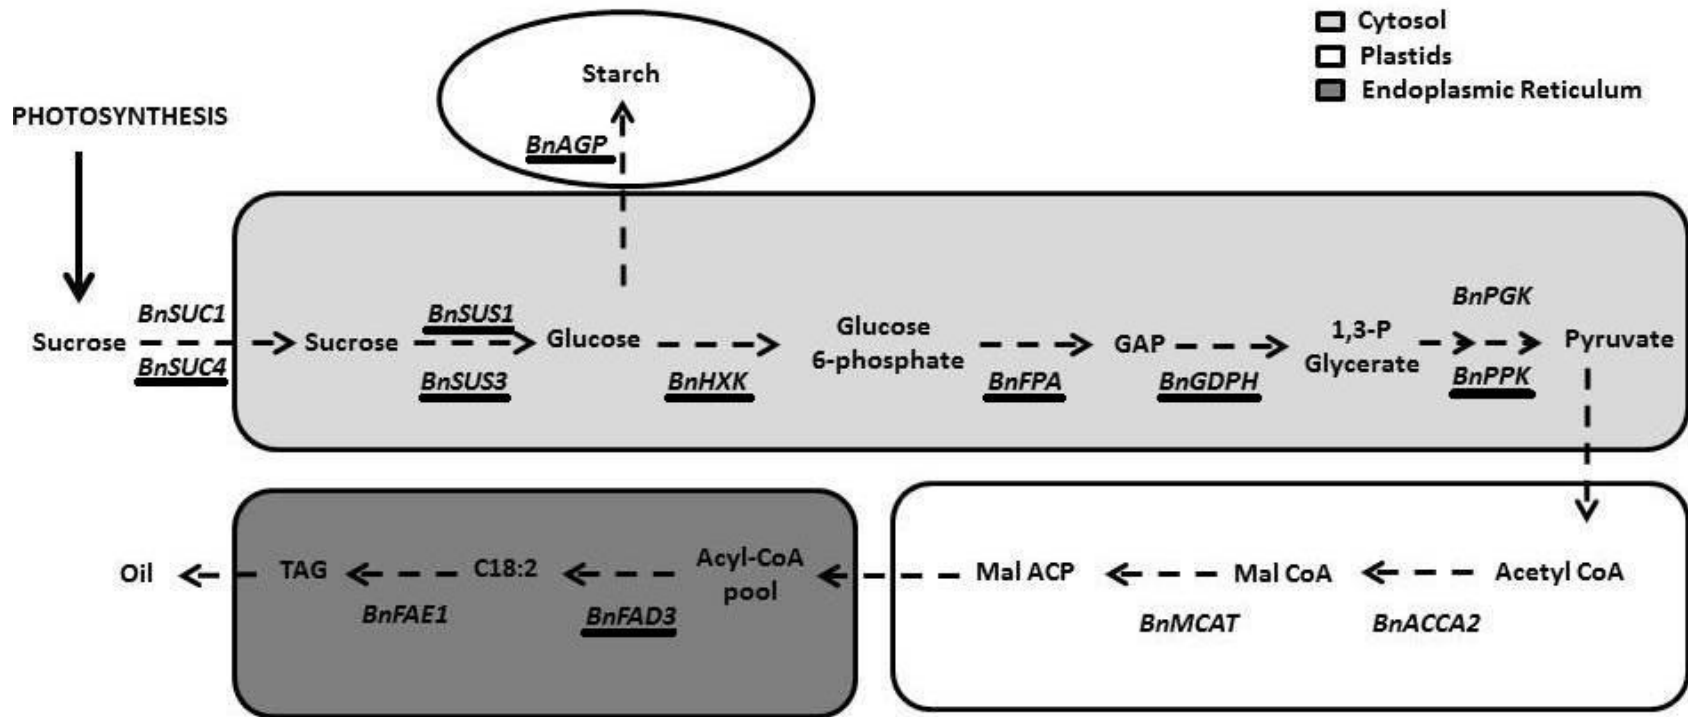 Cytosol
Plastids
Endoplasmic Reticulum
Starch
PHOTOSYNTHESIS
BnAGP
BnSUC1
BnSUS1
BnPGK
Sucrose
Sucrose
Glucose
Glucose
6-phosphate
GAP
1,3-P
Glycerate
Pyruvate
BnSUC4
BnSUS3
BnHXK
BnFPA
BnGDPH
BnPPK
Oil
TAG
C18:2
Acyl-CoA
pool
Mal ACP
Mal CoA
Acetyl CoA
BnFAE1
BnFAD3
BnMCAT
BnACCA2